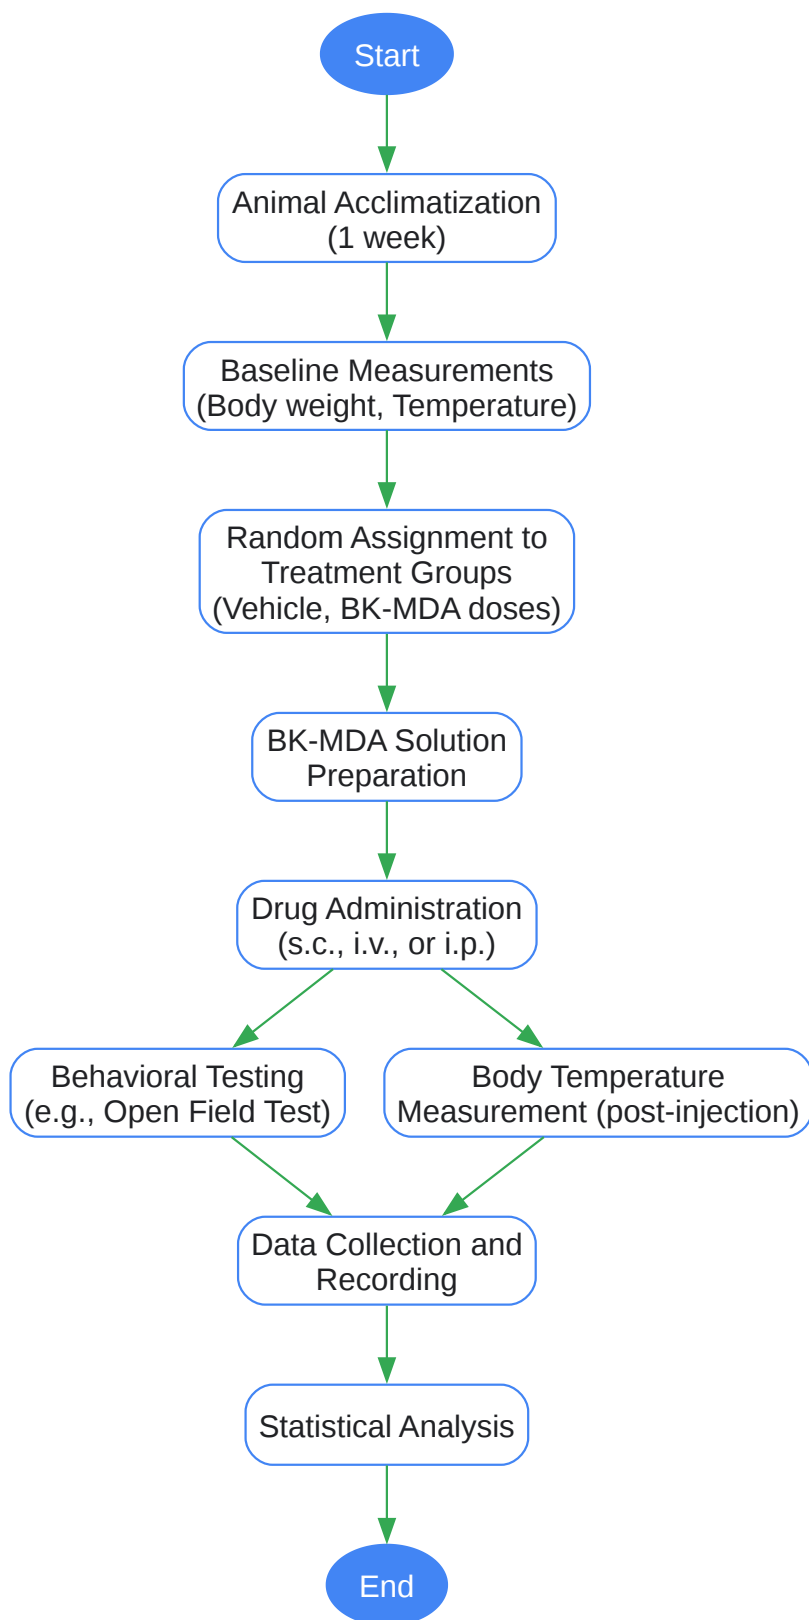 Start
Animal Acclimatization
(1 week)
Baseline Measurements
(Body weight, Temperature)
Random Assignment to
Treatment Groups
(Vehicle, BK-MDA doses)
BK-MDA Solution
Preparation
Drug Administration
(s.c., i.v., or i.p.)
Behavioral Testing
(e.g., Open Field Test)
Body Temperature
Measurement (post-injection)
Data Collection and
Recording
Statistical Analysis
End